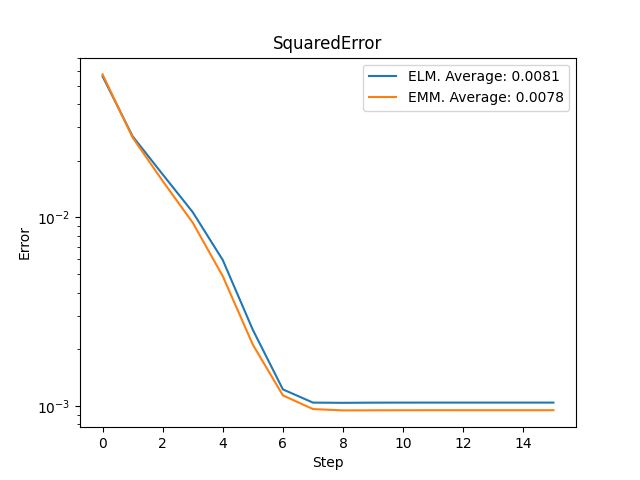 SquaredError
ELM. Average: 0.0081
EMM. Average: 0.0078
Error
10⁻²
10⁻³
0 2 4 6 8 10 12 14
Step